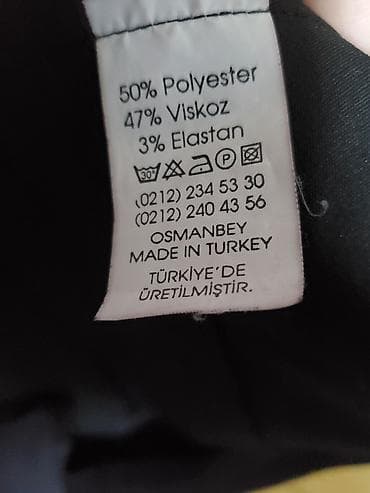 50% Polyester
47% Viskoz
3% Elastan
30° P
(0212) 234 53 30
(0212) 240 43 56
OSMANBEY
MADE IN TURKEY
TÜRKİYE'DE
ÜRETİLMİŞTİR.